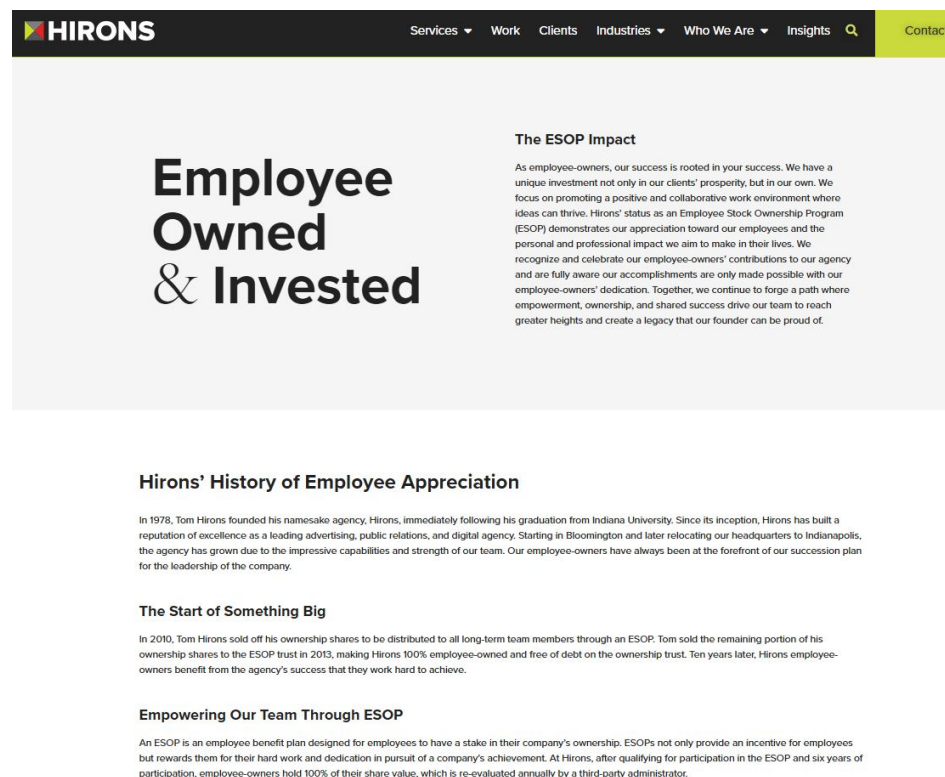 HIRONS
Services Work Clients Industries Who We Are Insights Contac
Employee
Owned
& Invested
The ESOP Impact
As employee-owners, our success is rooted in your success. We have a
unique investment not only in our clients' prosperity, but in our own. We
focus on promoting a positive and collaborative work environment where
ideas can thrive. Hirons' status as an Employee Stock Ownership Program
(ESOP) demonstrates our appreciation toward our employees and the
personal and professional impact we aim to make in their lives. We
recognize and celebrate our employee-owners' contributions to our agency
and are fully aware our accomplishments are only made possible with our
employee-owners' dedication. Together, we continue to forge a path where
empowerment, ownership, and shared success drive our team to reach
greater heights and create a legacy that our founder can be proud of.
Hirons' History of Employee Appreciation
In 1978, Tom Hirons founded his namesake agency, Hirons, immediately following his graduation from Indiana University. Since its inception, Hirons has built a
reputation of excellence as a leading advertising, public relations, and digital agency. Starting in Bloomington and later relocating our headquarters to Indianapolis,
the agency has grown due to the impressive capabilities and strength of our team. Our employee-owners have always been at the forefront of our succession plan
for the leadership of the company.
The Start of Something Big
In 2010, Tom Hirons sold off his ownership shares to be distributed to all long-term team members through an ESOP. Tom sold the remaining portion of his
ownership shares to the ESOP trust in 2013, making Hirons 100% employee-owned and free of debt on the ownership trust. Ten years later, Hirons employee-
owners benefit from the agency's success that they work hard to achieve.
Empowering Our Team Through ESOP
An ESOP is an employee benefit plan designed for employees to have a stake in their company's ownership. ESOPs not only provide an incentive for employees
but rewards them for their hard work and dedication in pursuit of a company's achievement. At Hirons, after qualifying for participation in the ESOP and six years of
participation, employee-owners hold 100% of their share value, which is re-evaluated annually by a third-party administrator.